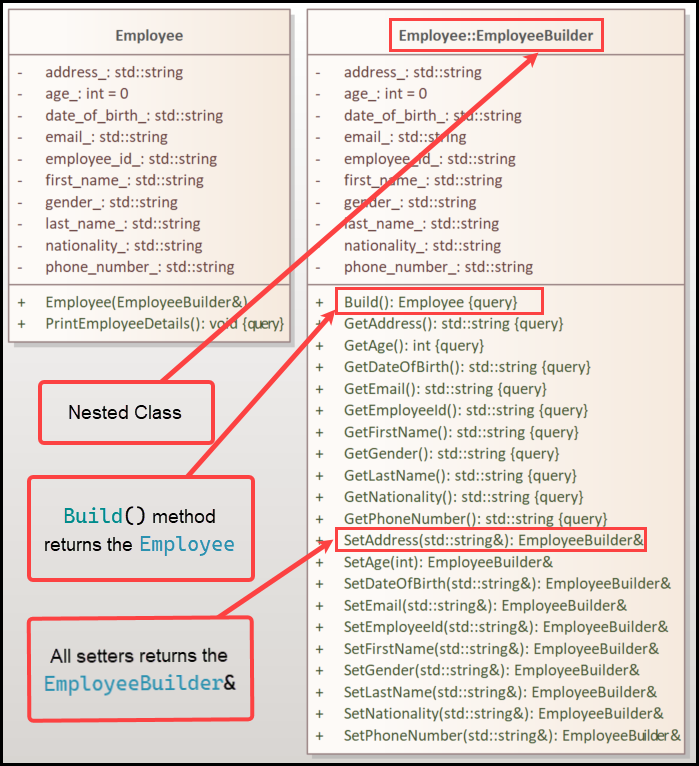 Employee
- address_: std::string
- age_: int = 0
- date_of_birth_: std::string
- email_: std::string
- employee_id_: std::string
- first_name_: std::string
- gender_: std::string
- last_name_: std::string
- nationality_: std::string
- phone_number_: std::string
+ Employee(EmployeeBuilder&)
+ PrintEmployeeDetails(): void {query}
Employee::EmployeeBuilder
- address_: std::string
- age_: int = 0
- date_of_birth_: std::string
- email_: std::string
- employee_id_: std::string
- first_name_: std::string
- gender_: std::string
- last_name_: std::string
- nationality_: std::string
- phone_number_: std::string
+ Build(): Employee {query}
+ GetAddress(): std::string {query}
+ GetAge(): int {query}
+ GetDateOfBirth(): std::string {query}
+ GetEmail(): std::string {query}
+ GetEmployeeId(): std::string {query}
+ GetFirstName(): std::string {query}
+ GetGender(): std::string {query}
+ GetLastName(): std::string {query}
+ GetNationality(): std::string {query}
+ GetPhoneNumber(): std::string {query}
+ SetAddress(std::string&): EmployeeBuilder&
+ SetAge(int): EmployeeBuilder&
+ SetDateOfBirth(std::string&): EmployeeBuilder&
+ SetEmail(std::string&): EmployeeBuilder&
+ SetEmployeeId(std::string&): EmployeeBuilder&
+ SetFirstName(std::string&): EmployeeBuilder&
+ SetGender(std::string&): EmployeeBuilder&
+ SetLastName(std::string&): EmployeeBuilder&
+ SetNationality(std::string&): EmployeeBuilder&
+ SetPhoneNumber(std::string&): EmployeeBuilder&
Nested Class
Build() method
returns the Employee
All setters returns the
EmployeeBuilder&